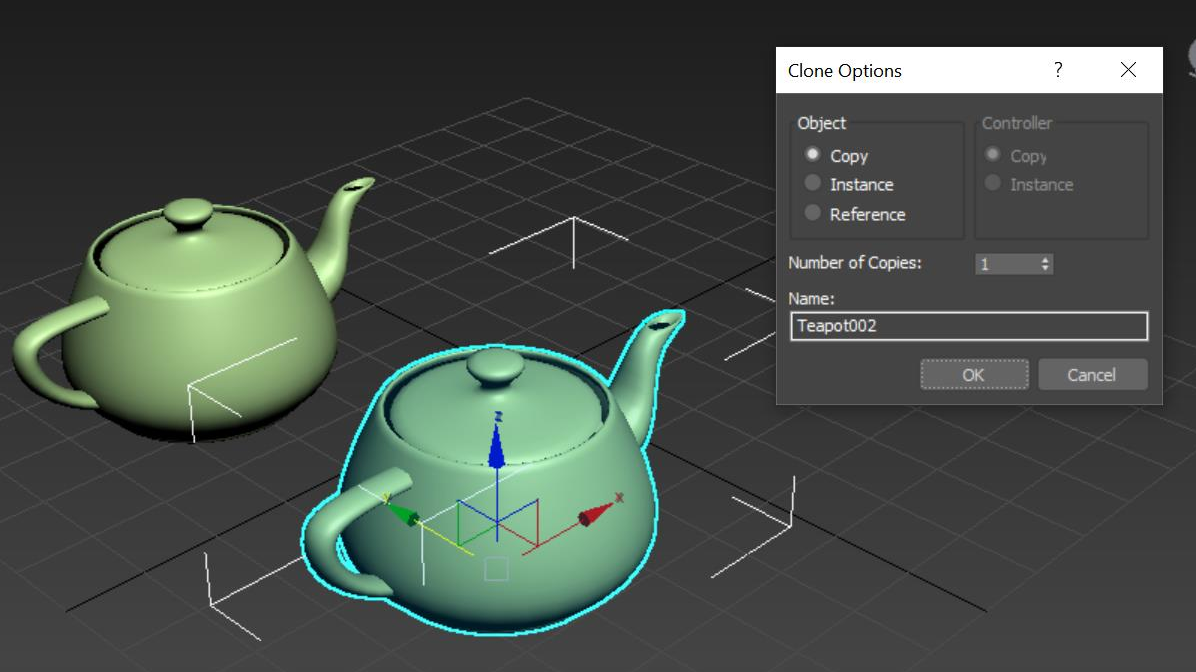 Clone Options ?
Object
Copy
Instance
Reference
Controller
Copy
Instance
Number of Copies: 1
Name:
Teapot002
OK Cancel
z
y
x